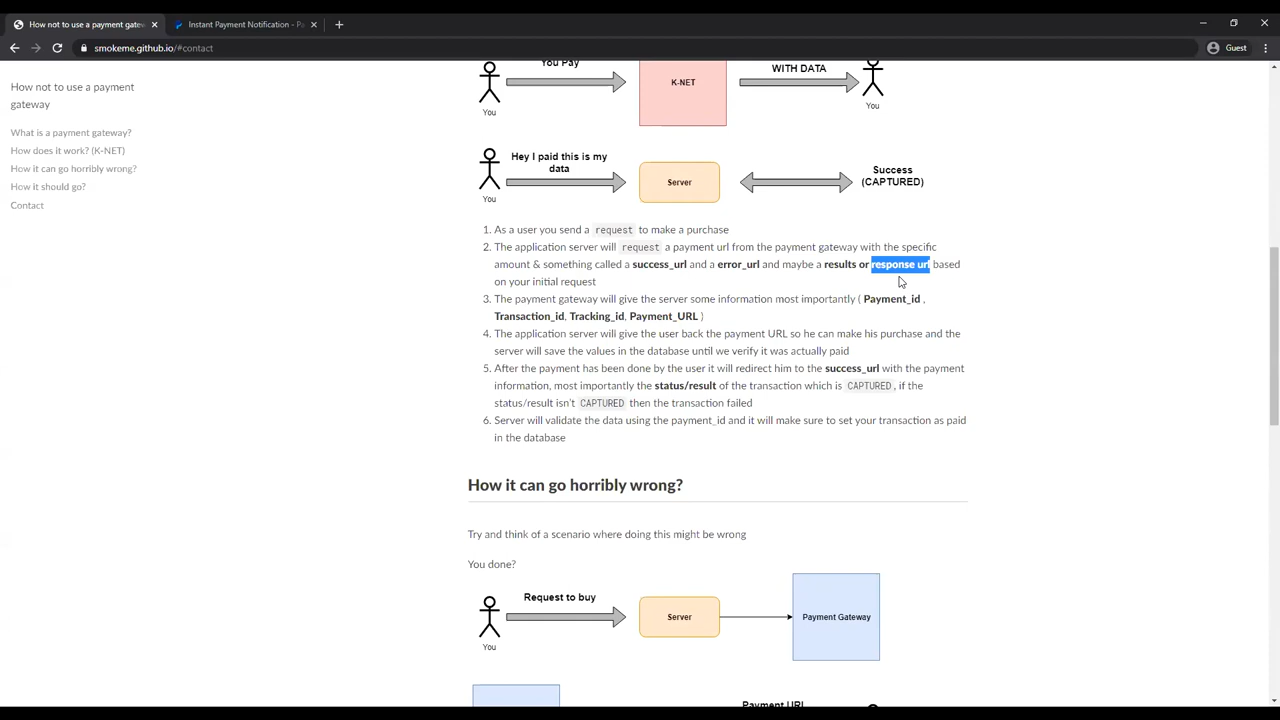 How not to use a payment gatew
Instant Payment Notification - Pa
smokeme.github.io/#contact
Guest
How not to use a payment
gateway
What is a payment gateway?
How does it work? (K-NET)
How it can go horribly wrong?
How it should go?
Contact
You Pay
K-NET
WITH DATA
You
You
Hey I paid this is my
data
Server
Success
(CAPTURED)
You
1. As a user you send a request to make a purchase
2. The application server will request a payment url from the payment gateway with the specific
amount & something called a success_url and a error_url and maybe a results or response url based
on your initial request
3. The payment gateway will give the server some information most importantly ( Payment_id ,
Transaction_id, Tracking_id, Payment_URL )
4. The application server will give the user back the payment URL so he can make his purchase and the
server will save the values in the database until we verify it was actually paid
5. After the payment has been done by the user it will redirect him to the success_url with the payment
information, most importantly the status/result of the transaction which is CAPTURED, if the
status/result isn't CAPTURED then the transaction failed
6. Server will validate the data using the payment_id and it will make sure to set your transaction as paid
in the database
How it can go horribly wrong?
Try and think of a scenario where doing this might be wrong
You done?
Request to buy
Server
Payment Gateway
You
Payment URL